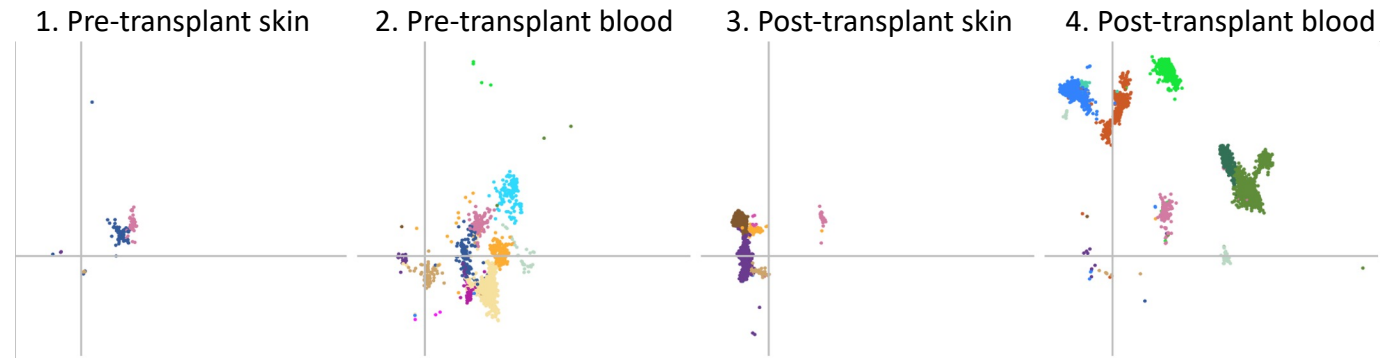 1. Pre-transplant skin
2. Pre-transplant blood
3. Post-transplant skin
4. Post-transplant blood